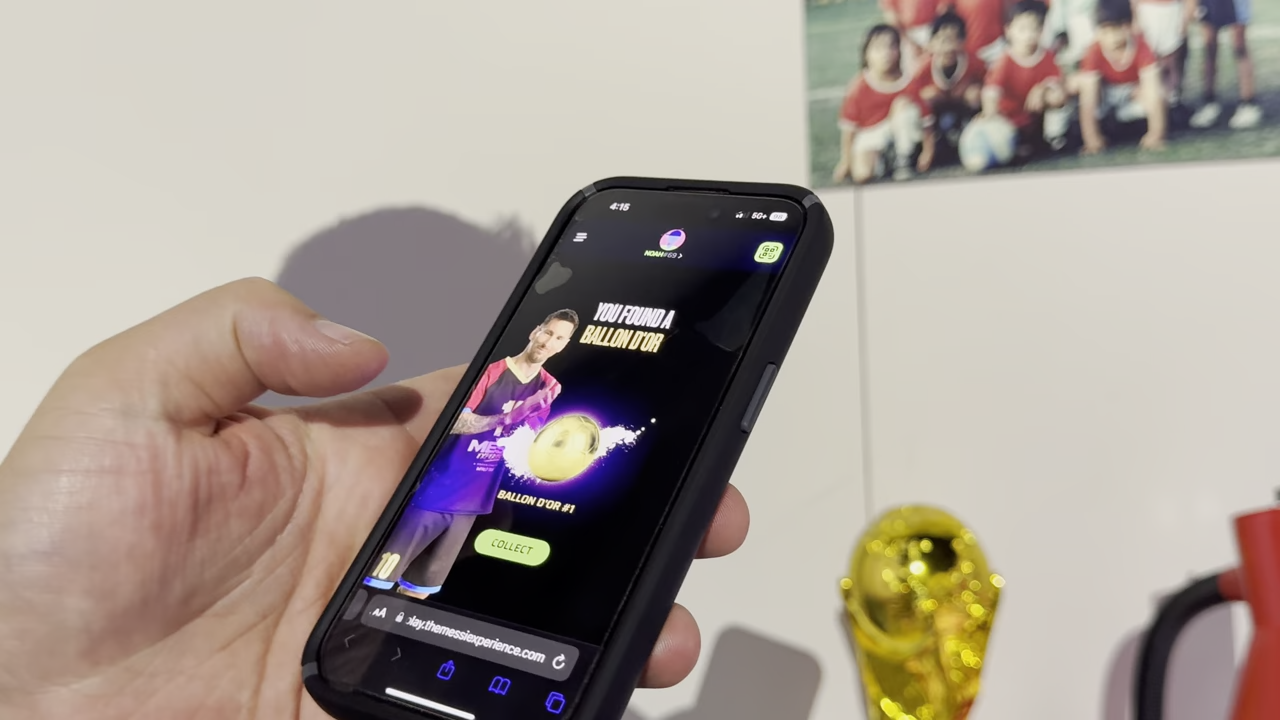 4:15
5G+
NOAH#69 >
YOU FOUND A
BALLON D'OR
BALLON D'OR #1
COLLECT
10
AA
play.themessiexperience.com